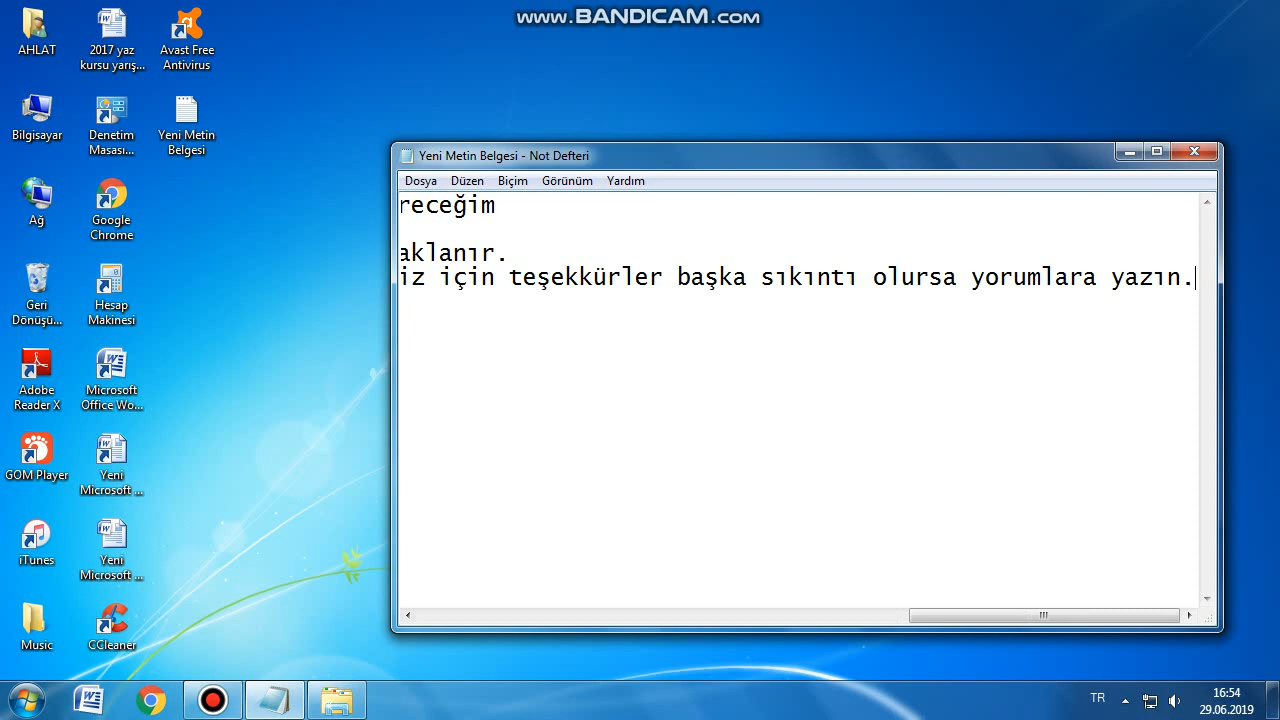 www.BANDICAM.com
AHLAT
2017 yaz
kursu yarış...
Avast Free
Antivirus
Bilgisayar
Denetim
Masası...
Yeni Metin
Belgesi
Ağ
Google
Chrome
Geri
Dönüşü...
Hesap
Makinesi
Adobe
Reader X
Microsoft
Office Wo...
GOM Player
Yeni
Microsoft ...
iTunes
Yeni
Microsoft ...
Music
CCleaner
Yeni Metin Belgesi - Not Defteri
Dosya Düzen Biçim Görünüm Yardım
receğim
aklanır.
iz için teşekkürler başka sıkıntı olursa yorumlara yazın.
TR
16:54
29.06.2019